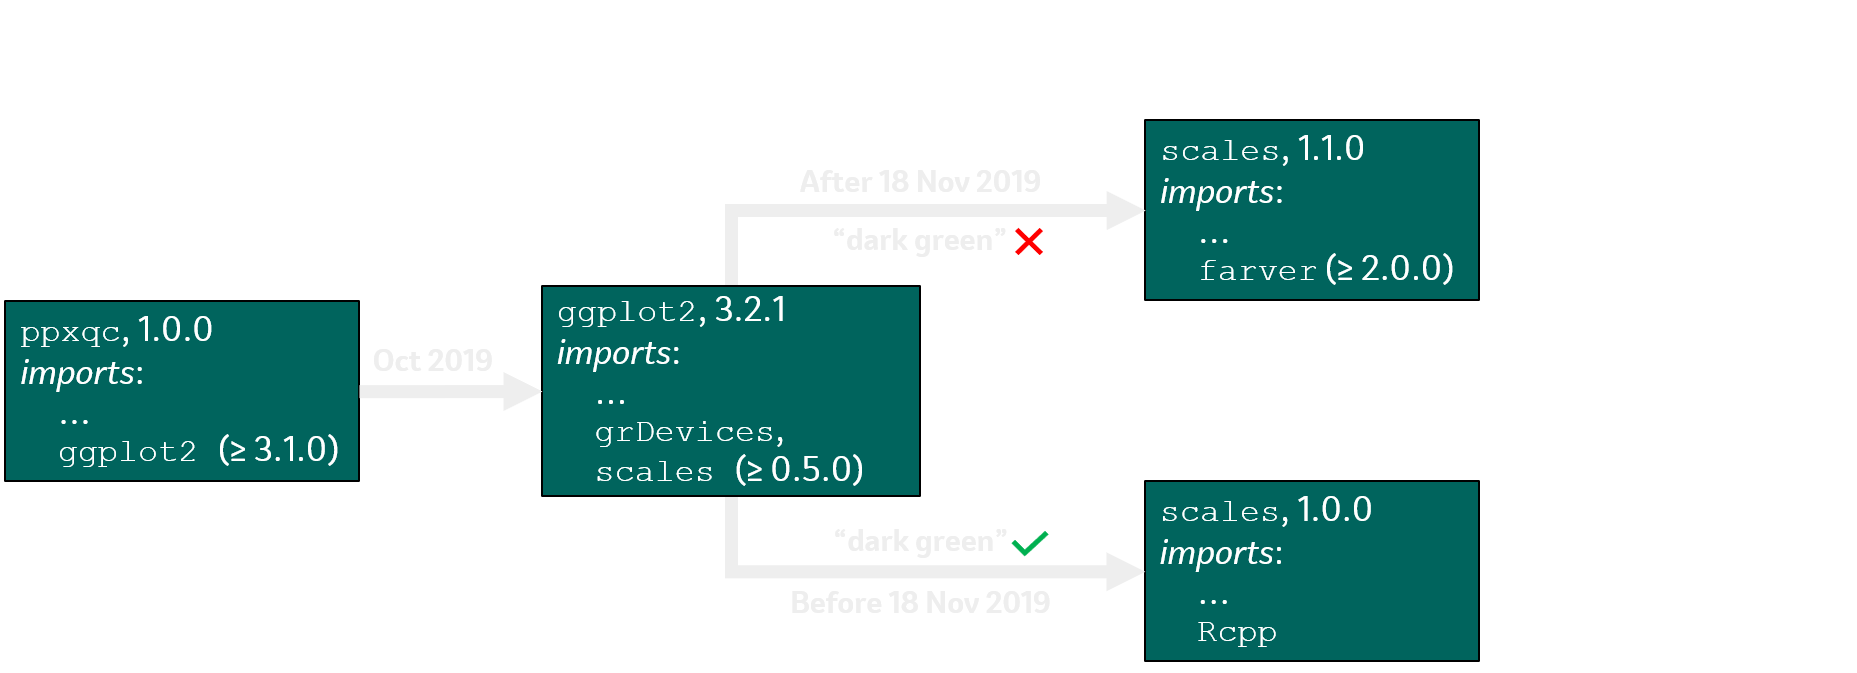 ppxqc, 1.0.0
imports:
...
ggplot2 (≥ 3.1.0)
Oct 2019
ggplot2, 3.2.1
imports:
...
grDevices,
scales (≥ 0.5.0)
After 18 Nov 2019
“dark green”
scales, 1.1.0
imports:
...
farver (≥ 2.0.0)
“dark green”
Before 18 Nov 2019
scales, 1.0.0
imports:
...
Rcpp